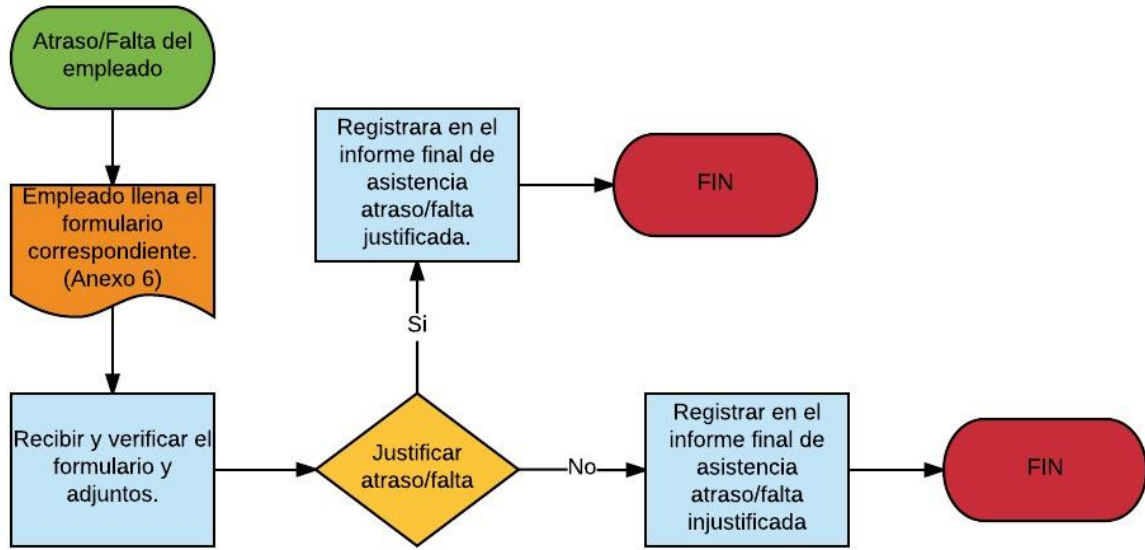 Atraso/Falta del
empleado
Empleado llena el
formulario
correspondiente.
(Anexo 6)
Recibir y verificar el
formulario y
adjuntos.
Justificar
atraso/falta
Si
Registrara en el
informe final de
asistencia
atraso/falta
justificada.
FIN
No
Registrar en el
informe final de
asistencia
atraso/falta
injustificada
FIN